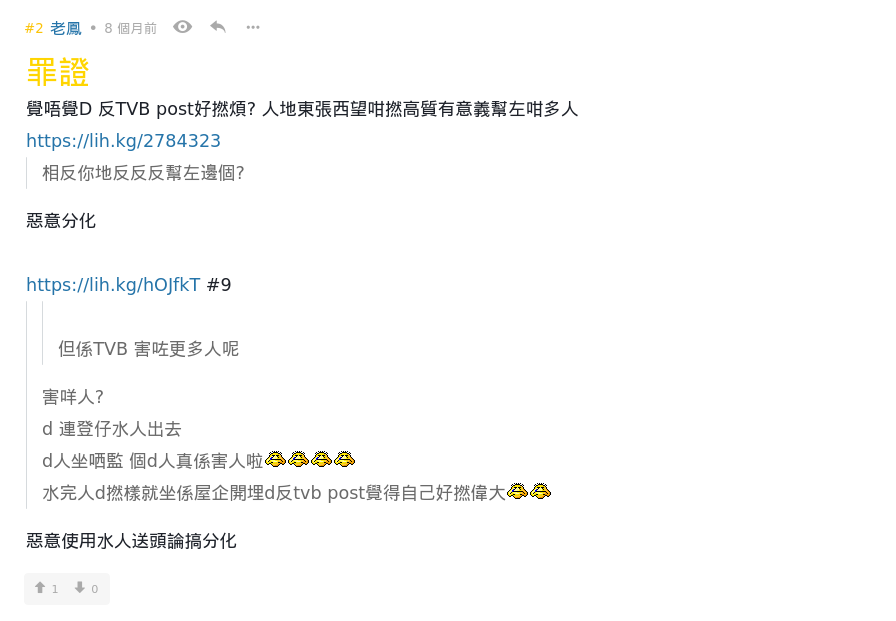 #2 老鳳 • 8 個月前
罪證
覺唔覺D 反TVB post好撚煩? 人地東張西望咁撚高質有意義幫左咁多人
https://lih.kg/2784323
相反你地反反反幫左邊個?
惡意分化
https://lih.kg/hOJfkT #9
但係TVB 害咗更多人呢
害咩人?
d 連登仔水人出去
d人坐哂監 個d人真係害人啦
水完人d撚樣就坐係屋企開埋d反tvb post覺得自己好撚偉大
惡意使用水人送頭論搞分化
1 0